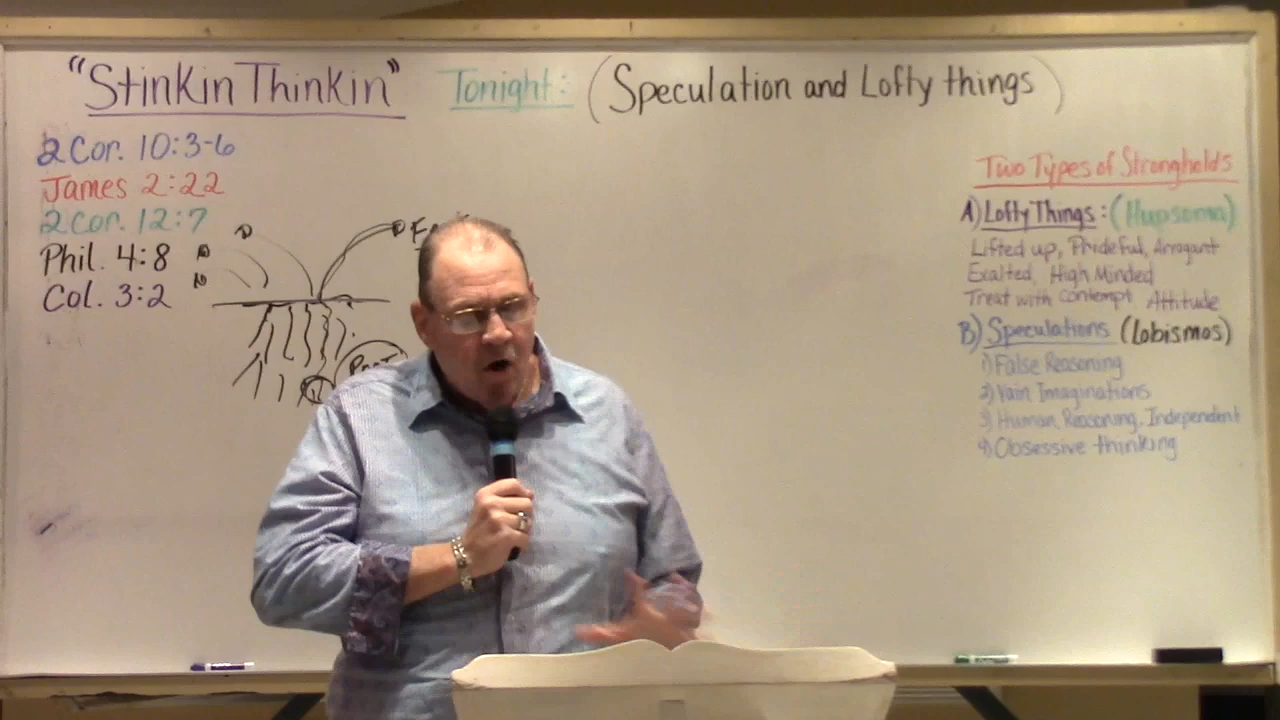 "Stinkin Thinkin" Tonight: (Speculation and Lofty things)
2 Cor. 10:3-6
James 2:22
2 Cor. 12:7
Phil. 4:8
Col. 3:2
Two Types of Strongholds
A) Lofty Things: (Hupsoma)
Lifted up, Prideful, Arrogant
Exalted, High Minded
Treat with Contempt, Attitude
B) Speculations (Lobismos)
1) False Reasoning
2) Vain Imaginations
3) Human Reasoning, Independent
4) Obsessive thinking